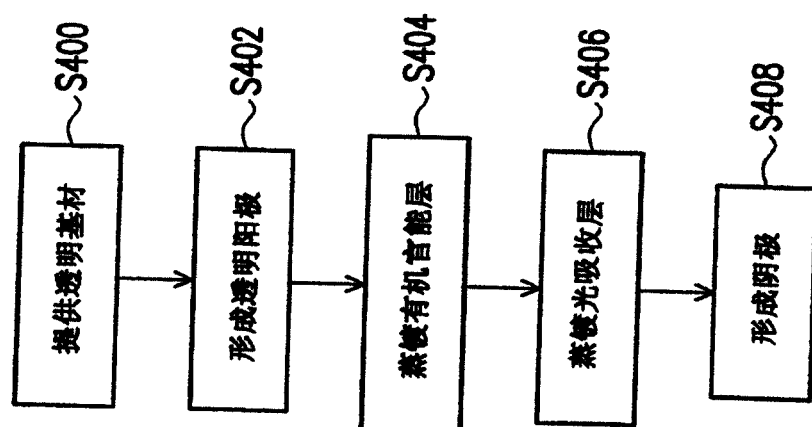 S400
提供透明基材
S402
形成透明阳极
S404
蒸镀有机官能层
S406
蒸镀光吸收层
S408
形成阴极